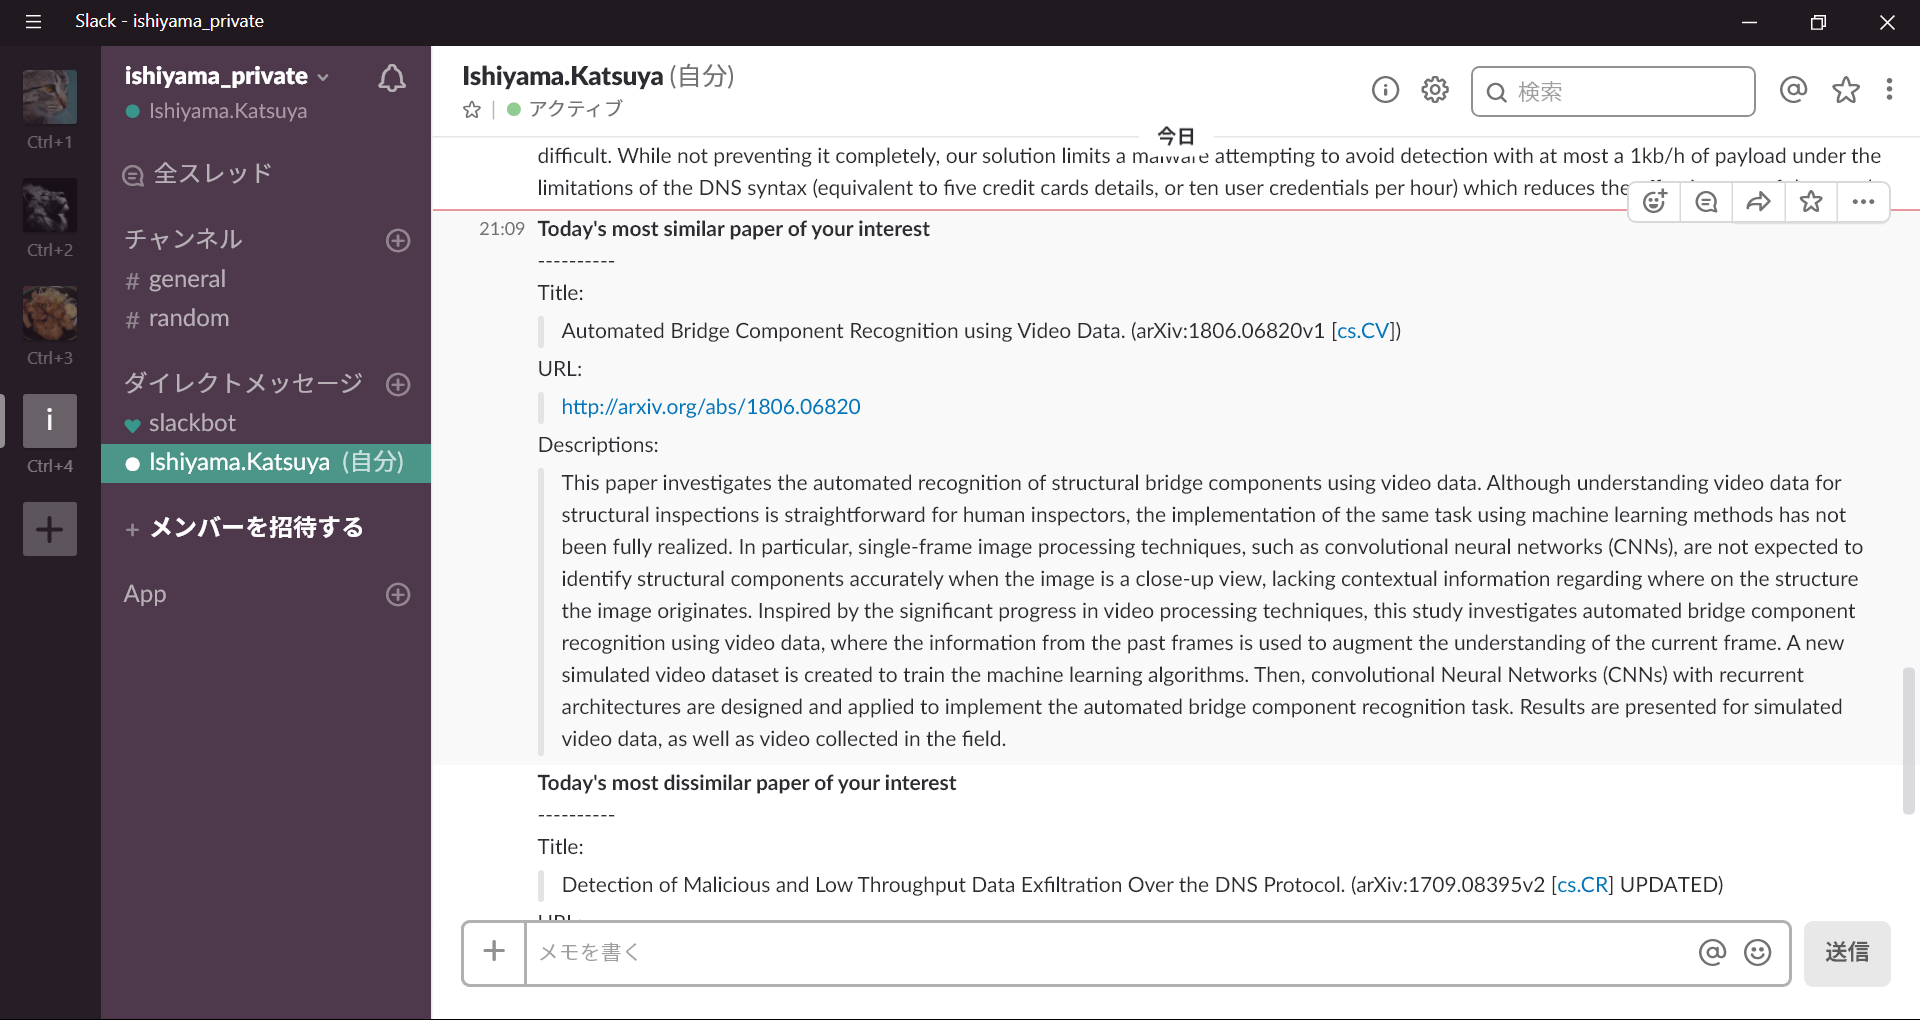 Slack - ishiyama_private
Ctrl+1
Ctrl+2
Ctrl+3
i
Ctrl+4
ishiyama_private
Ishiyama.Katsuya
全スレッド
チャンネル
# general
# random
ダイレクトメッセージ
slackbot
Ishiyama.Katsuya (自分)
+ メンバーを招待する
App
Ishiyama.Katsuya (自分)
アクティブ
検索
今日
difficult. While not preventing it completely, our solution limits a malware attempting to avoid detection with at most a 1kb/h of payload under the
limitations of the DNS syntax (equivalent to five credit cards details, or ten user credentials per hour) which reduces the
21:09 Today's most similar paper of your interest
----------
Title:
Automated Bridge Component Recognition using Video Data. (arXiv:1806.06820v1 [cs.CV])
URL:
http://arxiv.org/abs/1806.06820
Descriptions:
This paper investigates the automated recognition of structural bridge components using video data. Although understanding video data for
structural inspections is straightforward for human inspectors, the implementation of the same task using machine learning methods has not
been fully realized. In particular, single-frame image processing techniques, such as convolutional neural networks (CNNs), are not expected to
identify structural components accurately when the image is a close-up view, lacking contextual information regarding where on the structure
the image originates. Inspired by the significant progress in video processing techniques, this study investigates automated bridge component
recognition using video data, where the information from the past frames is used to augment the understanding of the current frame. A new
simulated video dataset is created to train the machine learning algorithms. Then, convolutional Neural Networks (CNNs) with recurrent
architectures are designed and applied to implement the automated bridge component recognition task. Results are presented for simulated
video data, as well as video collected in the field.
Today's most dissimilar paper of your interest
----------
Title:
Detection of Malicious and Low Throughput Data Exfiltration Over the DNS Protocol. (arXiv:1709.08395v2 [cs.CR] UPDATED)
URL:
メモを書く
送信